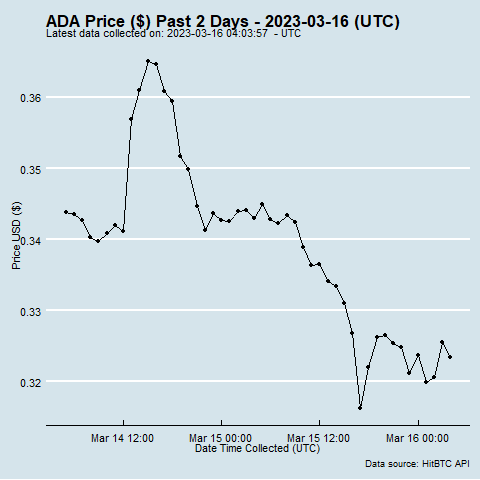 ADA Price ($) Past 2 Days - 2023-03-16 (UTC)
Latest data collected on: 2023-03-16 04:03:57  - UTC
0.36
0.35
0.34
0.33
0.32
Price USD ($)
Mar 14 12:00
Mar 15 00:00
Mar 15 12:00
Mar 16 00:00
Date Time Collected (UTC)
Data source: HitBTC API